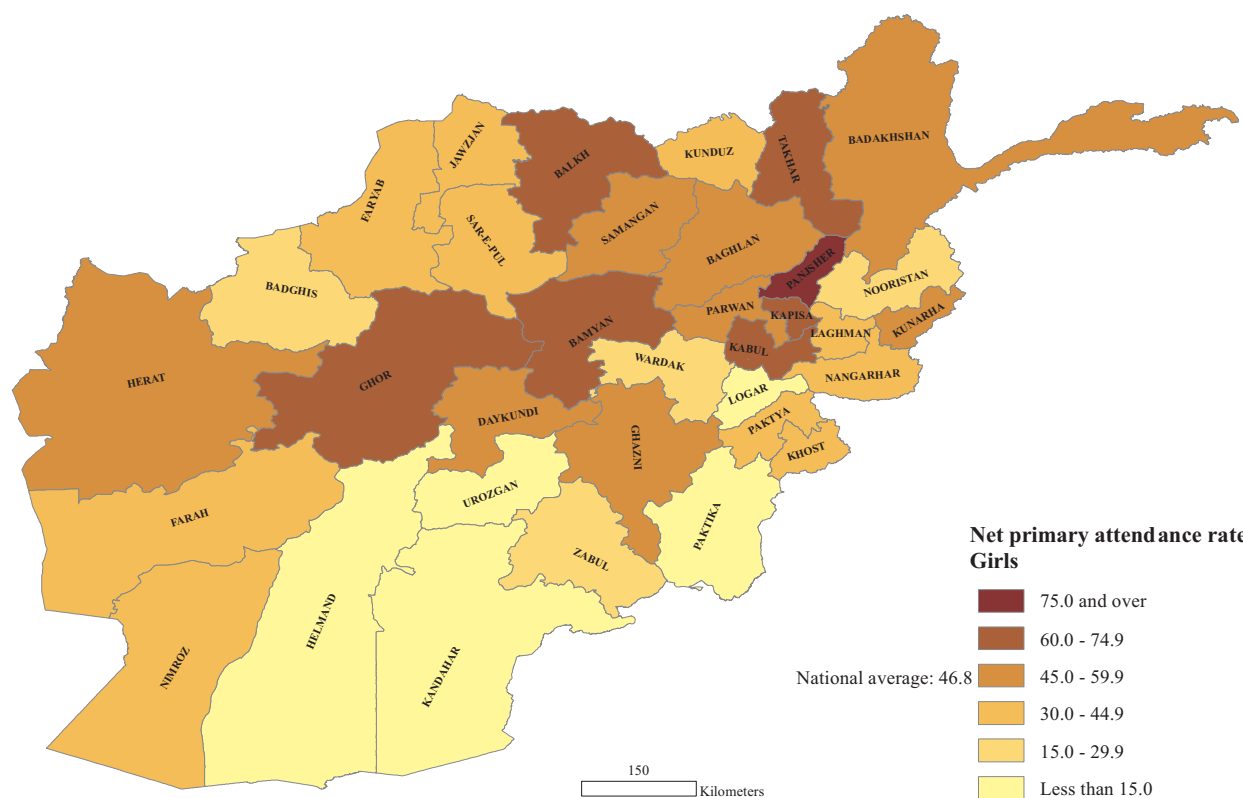 BADAKHSHAN
TAKHAR
KUNDUZ
BALKH
JAWZJAN
FARYAB
SAR-E-PUL
SAMANGAN
BAGHLAN
PANJSHER
NOORISTAN
BADGHIS
PARWAN
KAPISA
KUNARHA
LAGHMAN
BAMYAN
KABUL
WARDAK
HERAT
GHOR
NANGARHAR
LOGAR
DAYKUNDI
PAKTYA
GHAZNI
KHOST
UROZGAN
FARAH
PAKTIKA
ZABUL
HELMAND
KANDAHAR
NIMROZ
Net primary attendance rate
Girls
75.0 and over
60.0 - 74.9
National average: 46.8
45.0 - 59.9
30.0 - 44.9
15.0 - 29.9
Less than 15.0
150
Kilometers